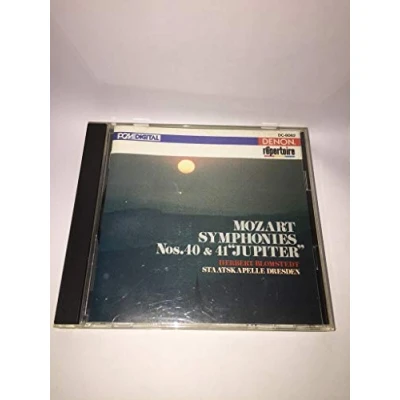 PCM DIGITAL
DENON
répertoire
MOZART
SYMPHONIES
Nos. 40 & 41 "JUPITER"
HERBERT BLOMSTEDT
STAATSKAPELLE DRESDEN